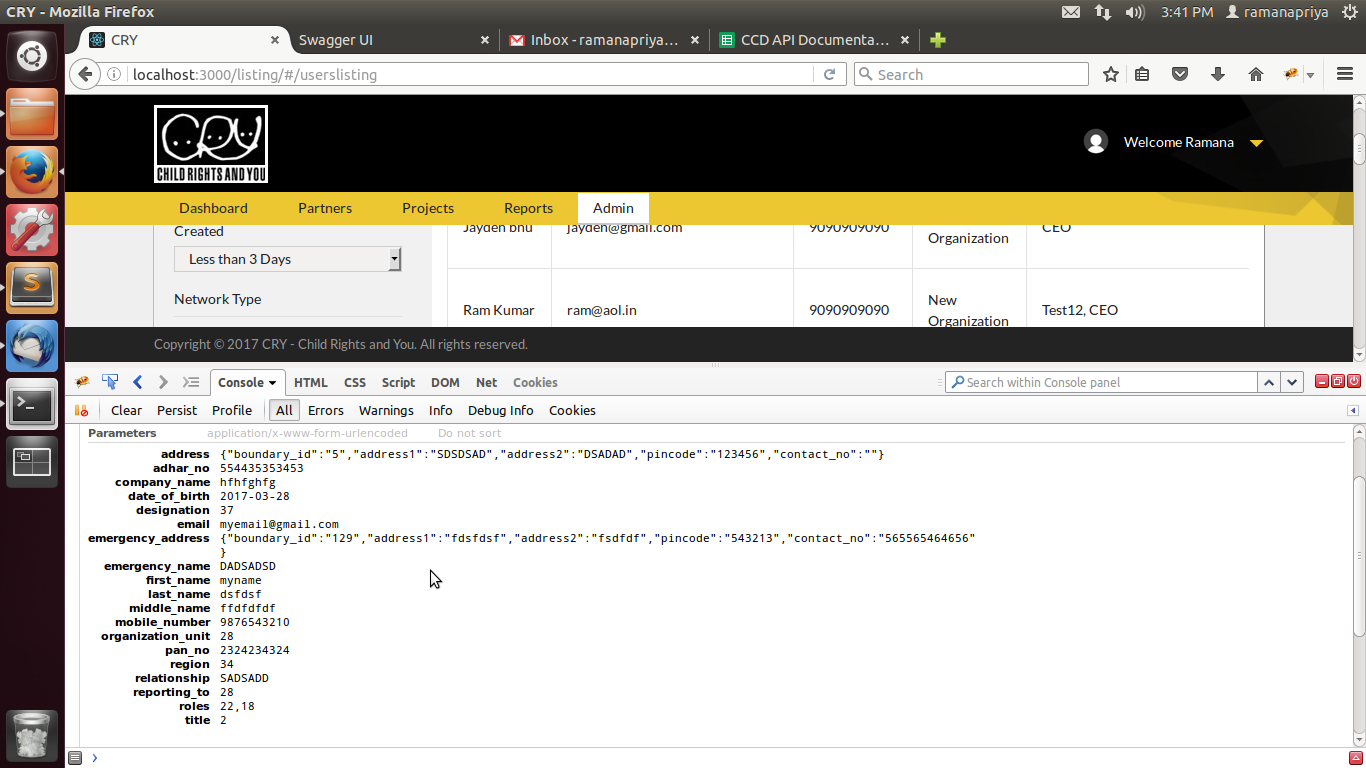 CRY - Mozilla Firefox
3:41 PM ramanapriya
CRY
Swagger UI
Inbox - ramanapriya...
CCD API Documenta...
localhost:3000/listing/#/userslisting
Search
CRY
CHILD RIGHTS AND YOU
Welcome Ramana
Dashboard Partners Projects Reports Admin
Created
Less than 3 Days
Network Type
Jayden bhu jayden@gmail.com 9090909090 Organization CEO
Ram Kumar ram@aol.in 9090909090 New Organization Test12, CEO
Copyright © 2017 CRY - Child Rights and You. All rights reserved.
Console HTML CSS Script DOM Net Cookies
Search within Console panel
Clear Persist Profile All Errors Warnings Info Debug Info Cookies
Parameters application/x-www-form-urlencoded Do not sort
address {"boundary_id":"5","address1":"SDSDSAD","address2":"DSADAD","pincode":"123456","contact_no":""}
adhar_no 554435353453
company_name hfhfghfg
date_of_birth 2017-03-28
designation 37
email myemail@gmail.com
emergency_address {"boundary_id":"129","address1":"fdsfdsf","address2":"fsdfdf","pincode":"543213","contact_no":"565565464656"
}
emergency_name DADSADSD
first_name myname
last_name dsfdsf
middle_name ffdfdfdf
mobile_number 9876543210
organization_unit 28
pan_no 2324234324
region 34
relationship SADSADD
reporting_to 28
roles 22,18
title 2